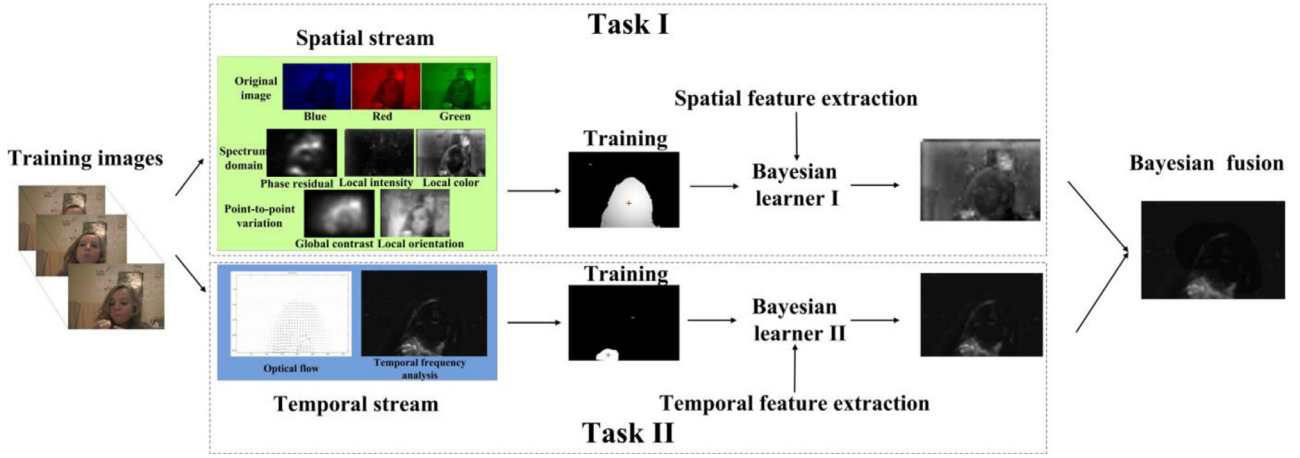 Task I
Spatial stream
Original
image
Blue Red Green
Spectrum
domain
Phase residual Local intensity Local color
Point-to-point
variation
Global contrast Local orientation
Training images
Training
Spatial feature extraction
Bayesian
learner I
Bayesian fusion
Optical flow
Temporal frequency
analysis
Temporal stream
Training
Bayesian
learner II
Temporal feature extraction
Task II